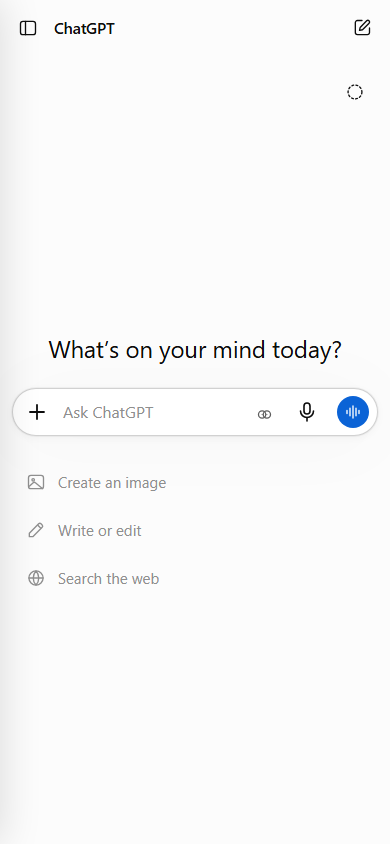 ChatGPT
What's on your mind today?
Ask ChatGPT
Create an image
Write or edit
Search the web